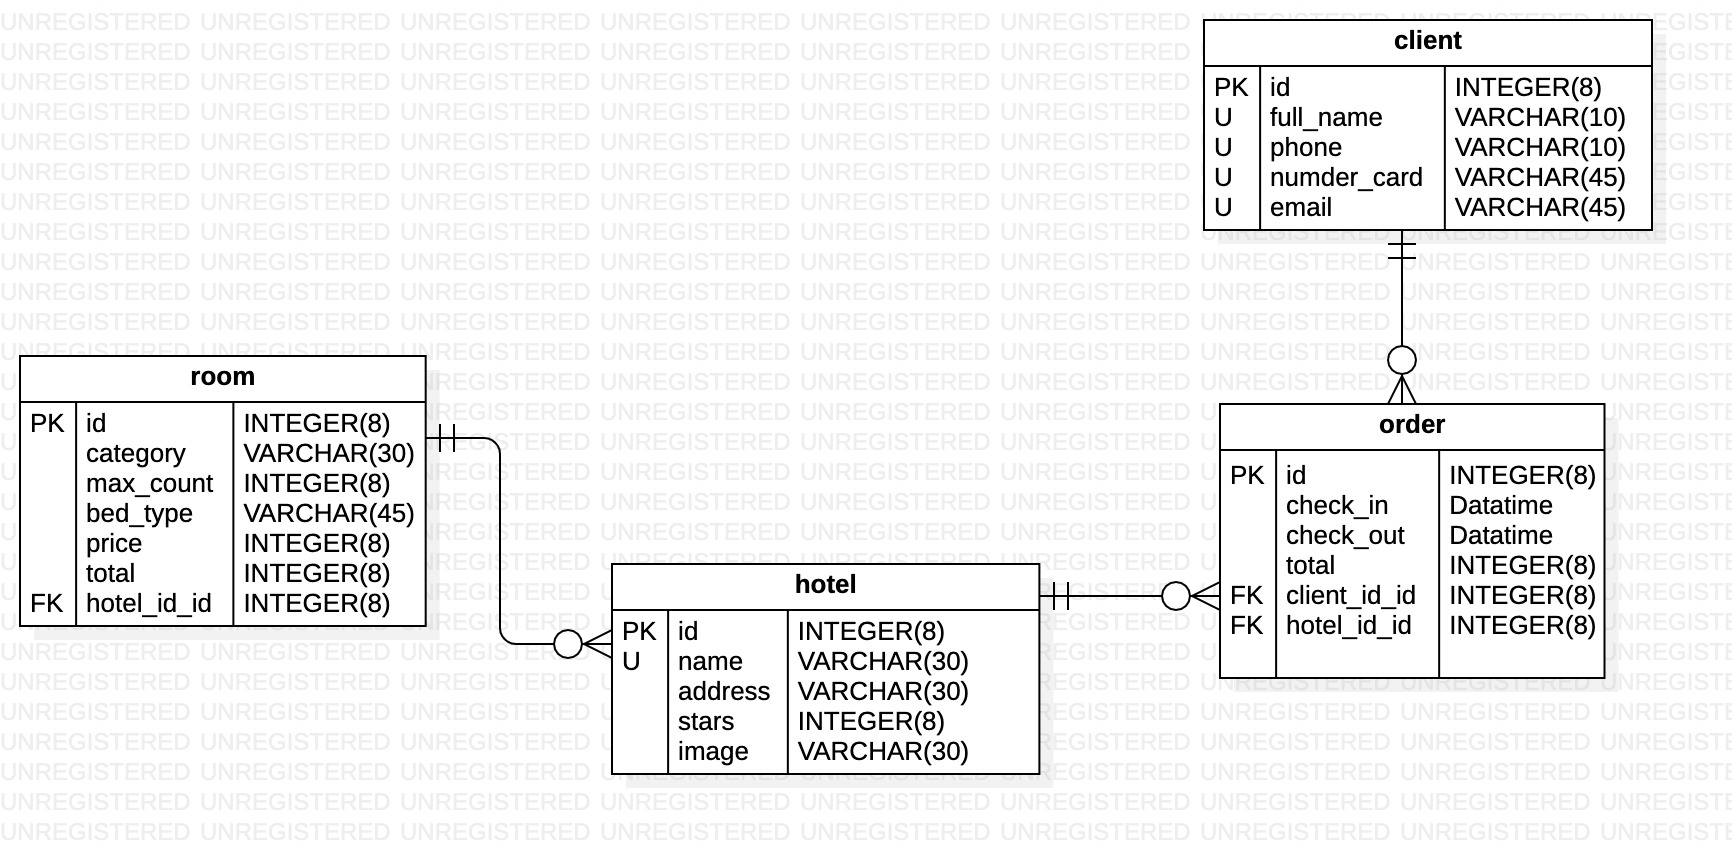 client
PK id INTEGER(8)
U full_name VARCHAR(10)
U phone VARCHAR(10)
U numder_card VARCHAR(45)
U email VARCHAR(45)
room
PK id INTEGER(8)
category VARCHAR(30)
max_count INTEGER(8)
bed_type VARCHAR(45)
price INTEGER(8)
total INTEGER(8)
FK hotel_id_id INTEGER(8)
hotel
PK id INTEGER(8)
U name VARCHAR(30)
address VARCHAR(30)
stars INTEGER(8)
image VARCHAR(30)
order
PK id INTEGER(8)
check_in Datatime
check_out Datatime
total INTEGER(8)
FK client_id_id INTEGER(8)
FK hotel_id_id INTEGER(8)
UNREGISTERED